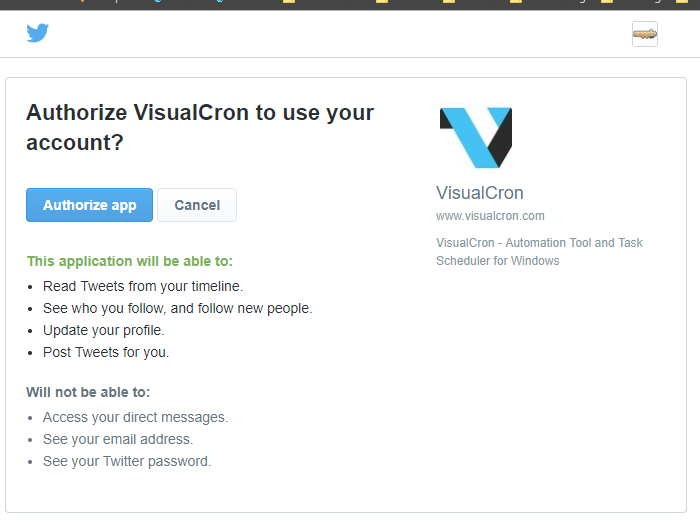 Authorize VisualCron to use your
account?
Authorize app
Cancel
This application will be able to:
Read Tweets from your timeline.
See who you follow, and follow new people.
Update your profile.
Post Tweets for you.
Will not be able to:
Access your direct messages.
See your email address.
See your Twitter password.
VisualCron
www.visualcron.com
VisualCron - Automation Tool and Task
Scheduler for Windows